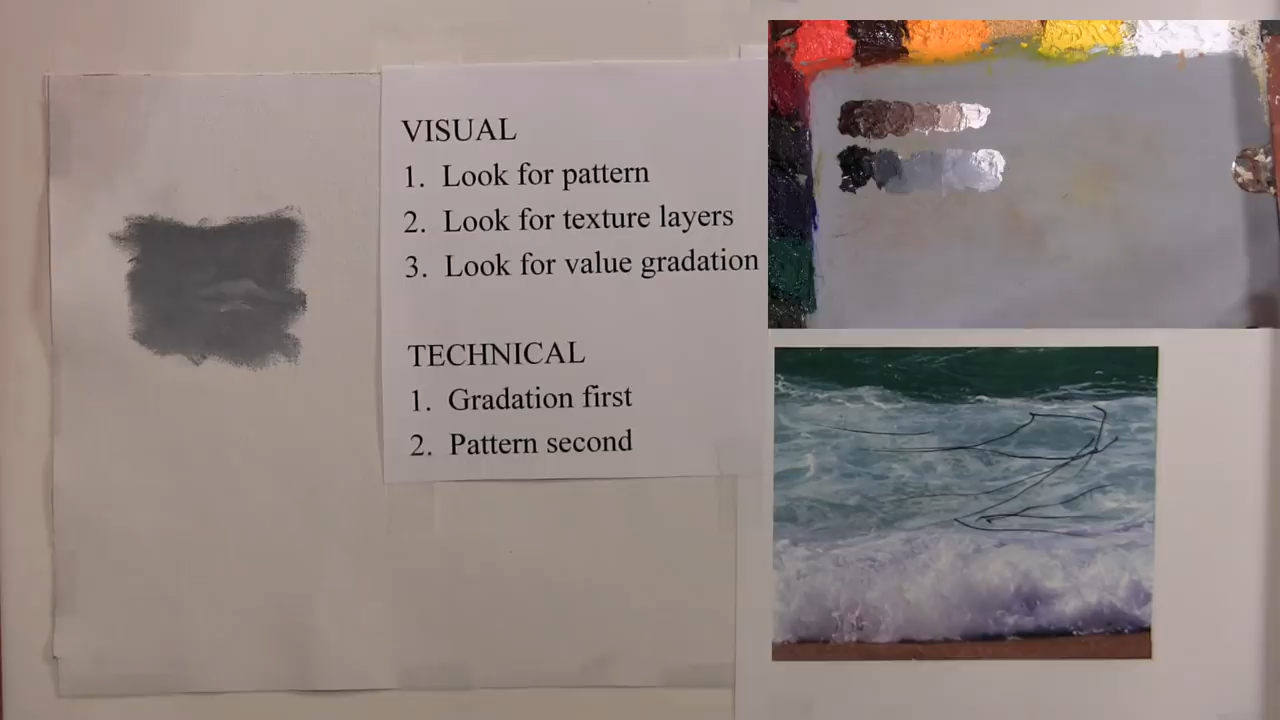 VISUAL
1. Look for pattern
2. Look for texture layers
3. Look for value gradation
TECHNICAL
1. Gradation first
2. Pattern second